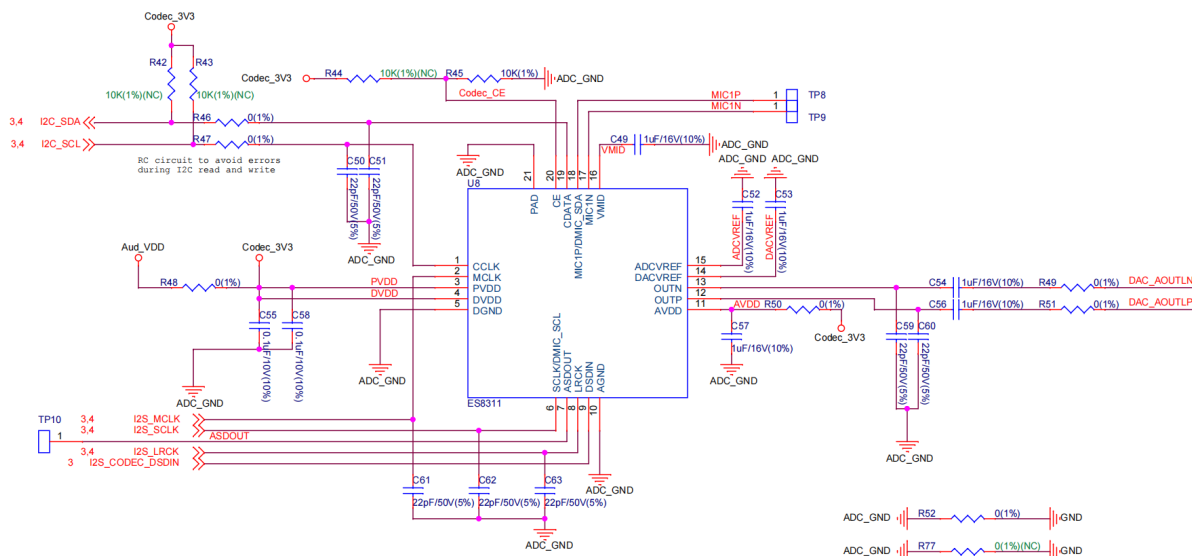 Codec_3V3
R42
R43
10K(1%)(NC)
10K(1%)(NC)
Codec_3V3
R44
10K(1%)(NC)
R45
10K(1%)
ADC_GND
Codec_CE
3,4 I2C_SDA
R46
0(1%)
3,4 I2C_SCL
R47
0(1%)
RC circuit to avoid errors
during I2C read and write
C50
22pF/50V(5%)
C51
22pF/50V(5%)
ADC_GND
ADC_GND
MIC1P
1
TP8
MIC1N
1
TP9
C49
1uF/16V(10%)
VMID
ADC_GND
ADC_GND
ADC_GND
C52
1uF/16V(10%)
ADCVREF
C53
1uF/16V(10%)
DACVREF
U8
21
20
19
18
17
16
PAD
CE
CDATA
MIC1P/DMIC_SDA
MIC1N
VMID
Aud_VDD
Codec_3V3
R48
0(1%)
PVDD
DVDD
C55
0.1uF/10V(10%)
C58
0.1uF/10V(10%)
ADC_GND
ADC_GND
1 CCLK
2 MCLK
3 PVDD
4 DVDD
5 DGND
ADCVREF 15
DACVREF 14
OUTN 13
OUTP 12
AVDD 11
AVDD
R50
0(1%)
Codec_3V3
C57
1uF/16V(10%)
ADC_GND
C54
1uF/16V(10%)
R49
0(1%)
DAC_AOUTLN
C56
1uF/16V(10%)
R51
0(1%)
DAC_AOUTLP
C59
22pF/50V(5%)
C60
22pF/50V(5%)
ADC_GND
SCLK/DMIC_SCL
ASDOUT
LRCK
DSDIN
AGND
ES8311
6
7
8
9
10
TP10
1
3,4 I2S_MCLK
3,4 I2S_SCLK
ASDOUT
3,4 I2S_LRCK
3 I2S_CODEC_DSDIN
C61
22pF/50V(5%)
C62
22pF/50V(5%)
C63
22pF/50V(5%)
ADC_GND
ADC_GND
ADC_GND
R52
0(1%)
GND
ADC_GND
R77
0(1%)(NC)
GND